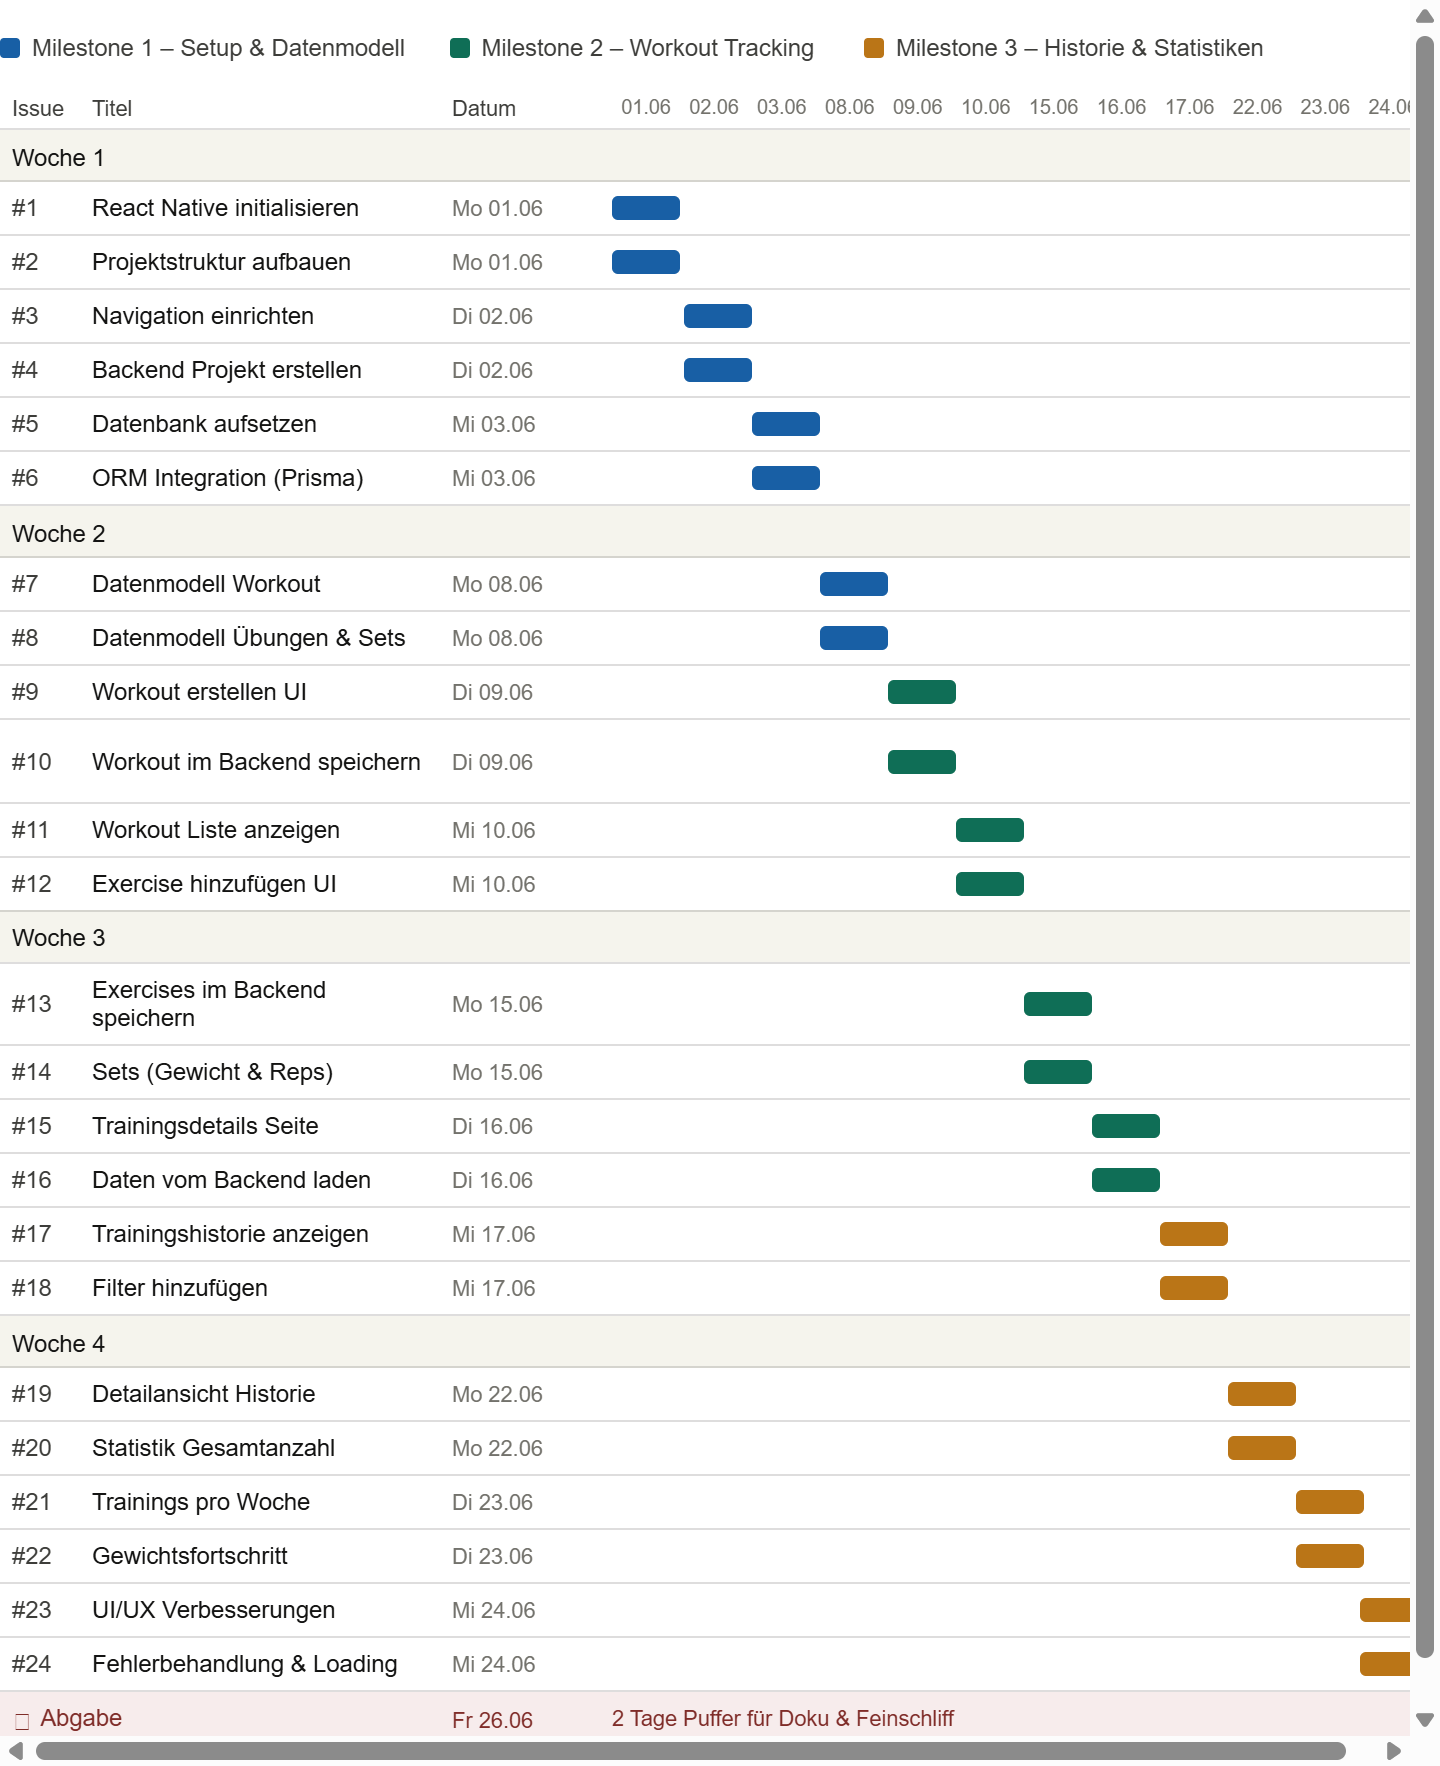 Milestone 1 – Setup & Datenmodell Milestone 2 – Workout Tracking Milestone 3 – Historie & Statistiken
Issue Titel Datum 01.06 02.06 03.06 08.06 09.06 10.06 15.06 16.06 17.06 22.06 23.06 24.0
Woche 1
#1 React Native initialisieren Mo 01.06
#2 Projektstruktur aufbauen Mo 01.06
#3 Navigation einrichten Di 02.06
#4 Backend Projekt erstellen Di 02.06
#5 Datenbank aufsetzen Mi 03.06
#6 ORM Integration (Prisma) Mi 03.06
Woche 2
#7 Datenmodell Workout Mo 08.06
#8 Datenmodell Übungen & Sets Mo 08.06
#9 Workout erstellen UI Di 09.06
#10 Workout im Backend speichern Di 09.06
#11 Workout Liste anzeigen Mi 10.06
#12 Exercise hinzufügen UI Mi 10.06
Woche 3
#13 Exercises im Backend
speichern Mo 15.06
#14 Sets (Gewicht & Reps) Mo 15.06
#15 Trainingsdetails Seite Di 16.06
#16 Daten vom Backend laden Di 16.06
#17 Trainingshistorie anzeigen Mi 17.06
#18 Filter hinzufügen Mi 17.06
Woche 4
#19 Detailansicht Historie Mo 22.06
#20 Statistik Gesamtanzahl Mo 22.06
#21 Trainings pro Woche Di 23.06
#22 Gewichtsfortschritt Di 23.06
#23 UI/UX Verbesserungen Mi 24.06
#24 Fehlerbehandlung & Loading Mi 24.06
Abgabe Fr 26.06 2 Tage Puffer für Doku & Feinschliff